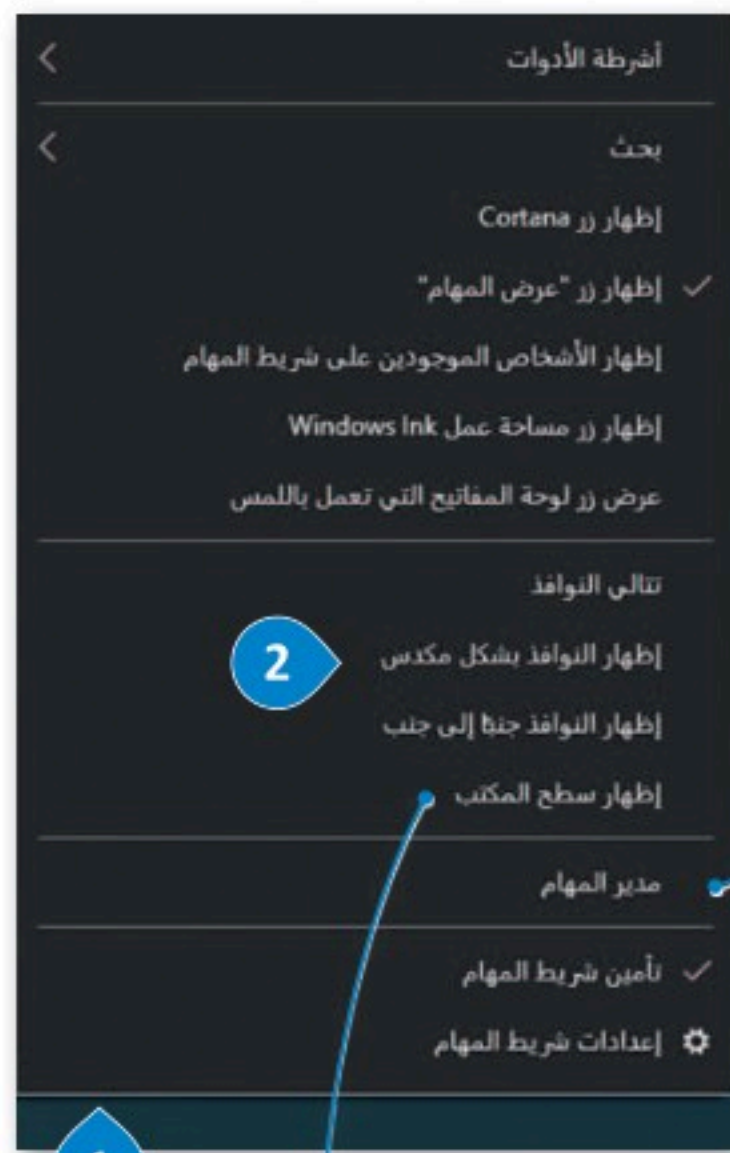 أشرطة الأدوات
بحث
إظهار زر Cortana
إظهار زر "عرض المهام"
إظهار الأشخاص الموجودين على شريط المهام
إظهار زر مساحة عمل Windows Ink
عرض زر لوحة المفاتيح التي تعمل باللمس
تتالي النوافذ
إظهار النوافذ بشكل مكدس
2
إظهار النوافذ جنبًا إلى جنب
إظهار سطح المكتب
مدير المهام
تأمين شريط المهام
إعدادات شريط المهام